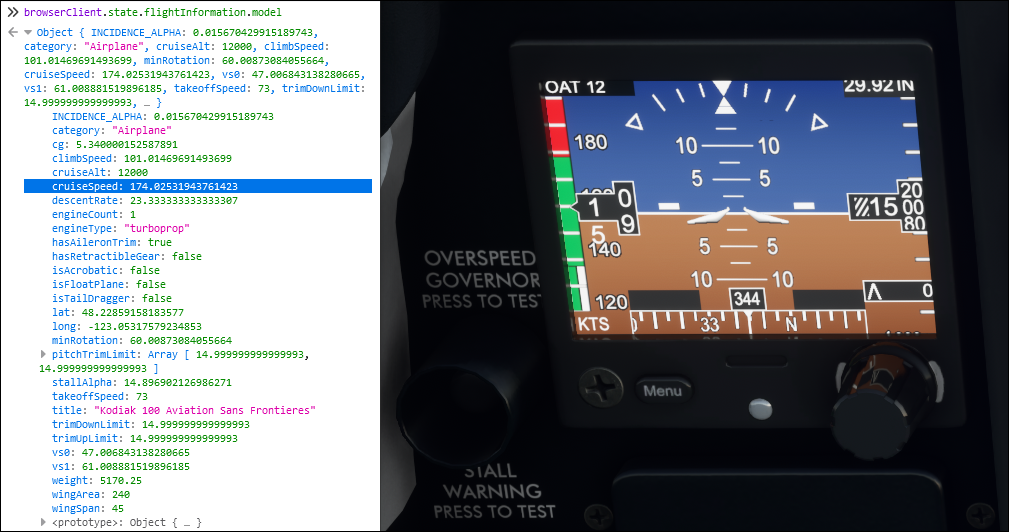 browserClient.state.flightInformation.model
Object { INCIDENCE_ALPHA: 0.015670429915189743,
category: "Airplane", cruiseAlt: 12000, climbSpeed:
101.01469691493699, minRotation: 60.00873084055664,
cruiseSpeed: 174.02531943761423, vs0: 47.006843138280665,
vs1: 61.008881519896185, takeoffSpeed: 73, trimDownLimit:
14.999999999999993, … }
INCIDENCE_ALPHA: 0.015670429915189743
category: "Airplane"
cg: 5.340000152587891
climbSpeed: 101.01469691493699
cruiseAlt: 12000
cruiseSpeed: 174.02531943761423
descentRate: 23.333333333333307
engineCount: 1
engineType: "turboprop"
hasAileronTrim: true
hasRetractibleGear: false
isAcrobatic: false
isFloatPlane: false
isTailDragger: false
lat: 48.22859158183577
long: -123.05317579234853
minRotation: 60.00873084055664
pitchTrimLimit: Array [ 14.999999999999993,
14.999999999999993 ]
stallAlpha: 14.896902126986271
takeoffSpeed: 73
title: "Kodiak 100 Aviation Sans Frontieres"
trimDownLimit: 14.999999999999993
trimUpLimit: 14.999999999999993
vs0: 47.006843138280665
vs1: 61.008881519896185
weight: 5170.25
wingArea: 240
wingSpan: 45
<prototype>: Object { … }
OAT 12
29.92 IN
180
10 10
5 5
1 0
5 9
15 20
00
80
140
5 5
10 10
120
344
0
KTS
33
N
OVERSPEED
GOVERNOR
PRESS TO TEST
Menu
STALL
WARNING
PRESS TO TEST